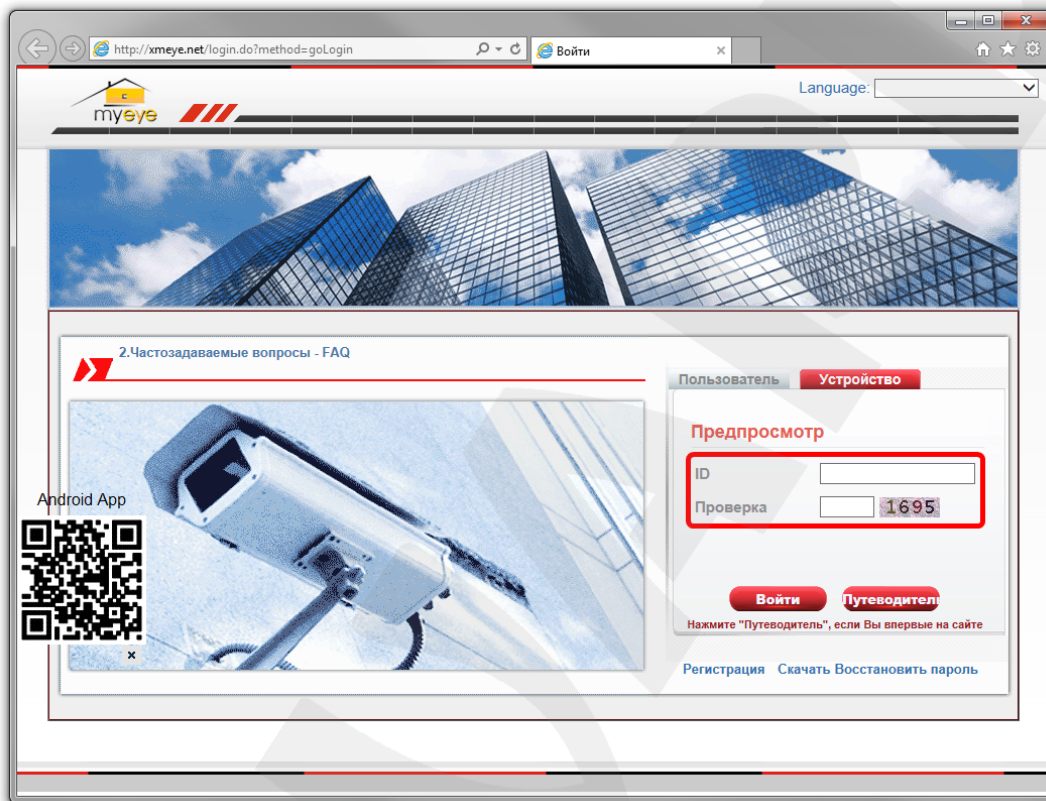 http://xmeye.net/login.do?method=goLogin
Войти
Language:
myeye
2.Частозадаваемые вопросы - FAQ
Пользователь
Устройство
Предпросмотр
ID
Проверка
1695
Android App
Войти
Путеводител
Нажмите "Путеводитель", если Вы впервые на сайте
Регистрация Скачать Восстановить пароль